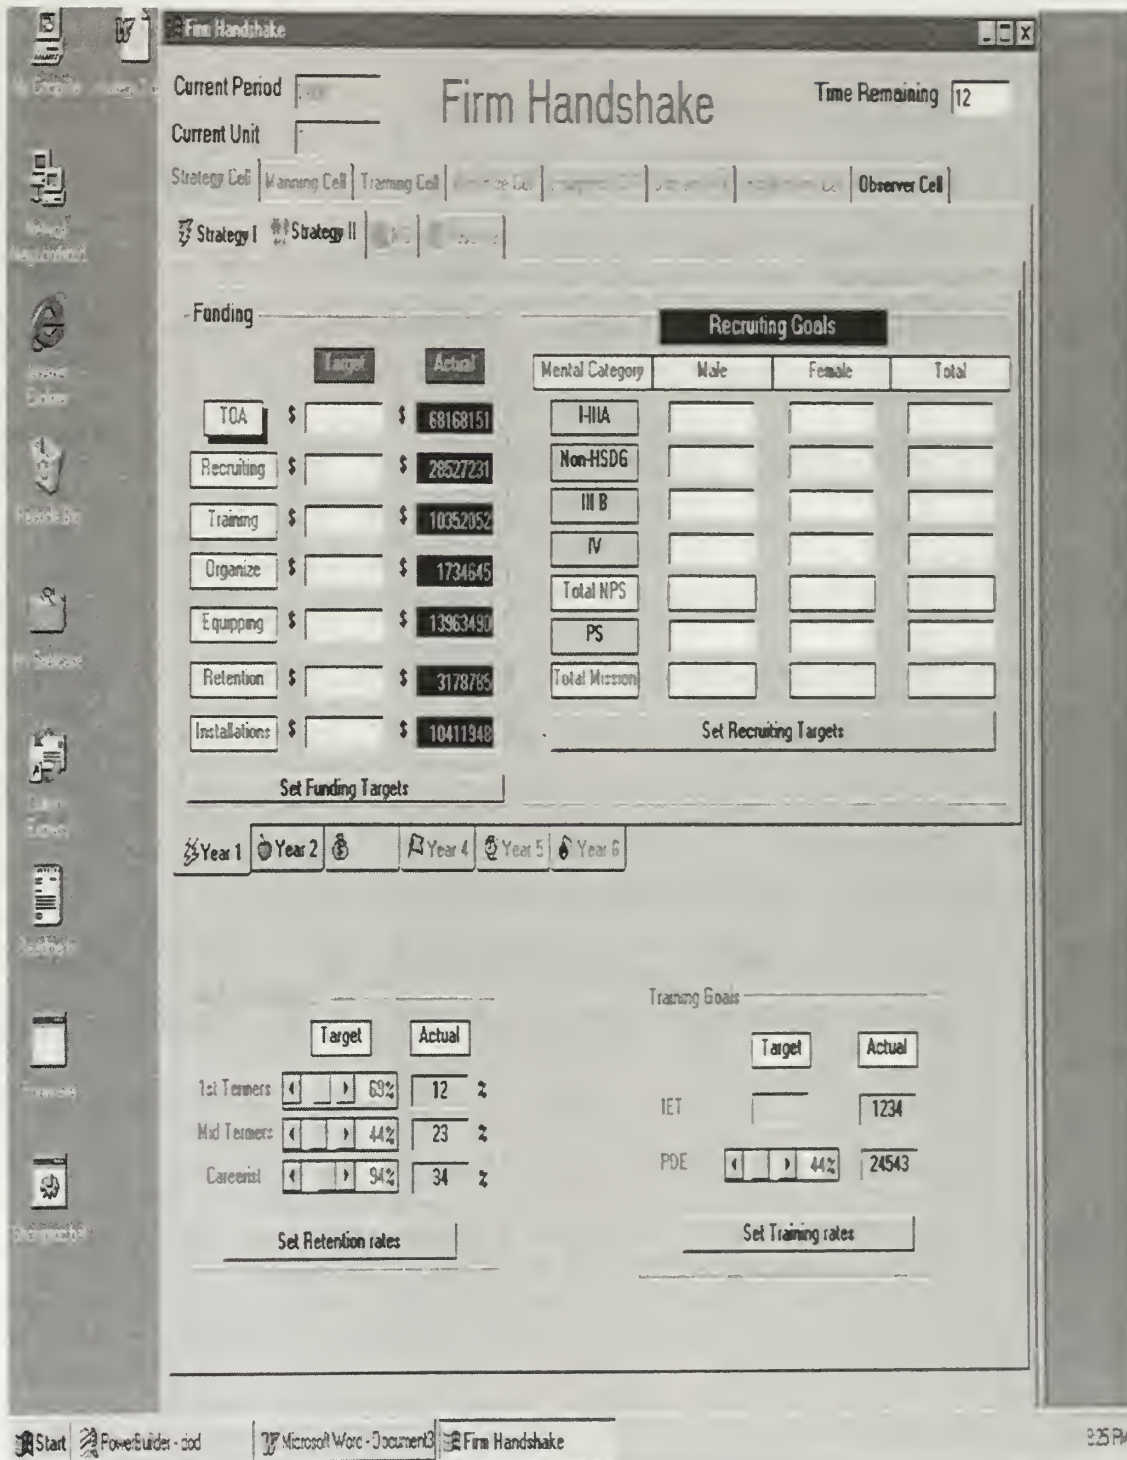 Firm Handshake
Current Period
Firm Handshake
Time Remaining 12
Current Unit
Strategy Cell Manning Cell Training Cell Observer Cell
Strategy I Strategy II
Funding
Recruiting Goals
Target Actual
Mental Category Male Female Total
TOA $ $ 68168151
I-IIIA
Recruiting $ $ 28527231
Non-HSDG
Training $ $ 10352052
III B
Organize $ $ 1734645
IV
Total NPS
Equipping $ $ 13963490
PS
Retention $ $ 3178785
Total Mission
Installations $ $ 10411948
Set Recruiting Targets
Set Funding Targets
Year 1 Year 2 Year 4 Year 5 Year 6
Training Goals
Target Actual
Target Actual
1st Termers 69% 12 %
IET 1234
Mid Termers 44% 23 %
PDE 44% 24543
Careerist 94% 34 %
Set Retention rates
Set Training rates
Start PowerBuilder - Microsoft Word - Document3 Firm Handshake 8:25 PM